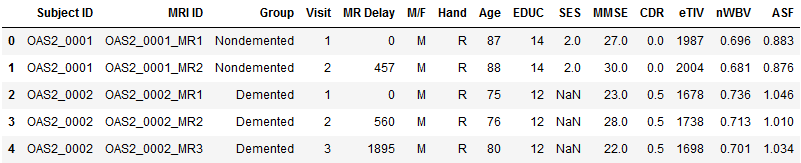 Subject ID MRI ID Group Visit MR Delay M/F Hand Age EDUC SES MMSE CDR eTIV nWBV ASF
0 OAS2_0001 OAS2_0001_MR1 Nondemented 1 0 M R 87 14 2.0 27.0 0.0 1987 0.696 0.883
1 OAS2_0001 OAS2_0001_MR2 Nondemented 2 457 M R 88 14 2.0 30.0 0.0 2004 0.681 0.876
2 OAS2_0002 OAS2_0002_MR1 Demented 1 0 M R 75 12 NaN 23.0 0.5 1678 0.736 1.046
3 OAS2_0002 OAS2_0002_MR2 Demented 2 560 M R 76 12 NaN 28.0 0.5 1738 0.713 1.010
4 OAS2_0002 OAS2_0002_MR3 Demented 3 1895 M R 80 12 NaN 22.0 0.5 1698 0.701 1.034